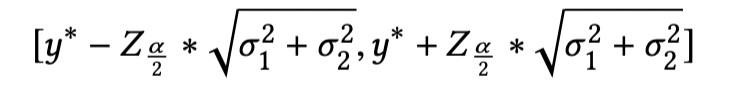 [y* − Z_{α/2} * √(σ₁² + σ₂²), y* + Z_{α/2} * √(σ₁² + σ₂²)]